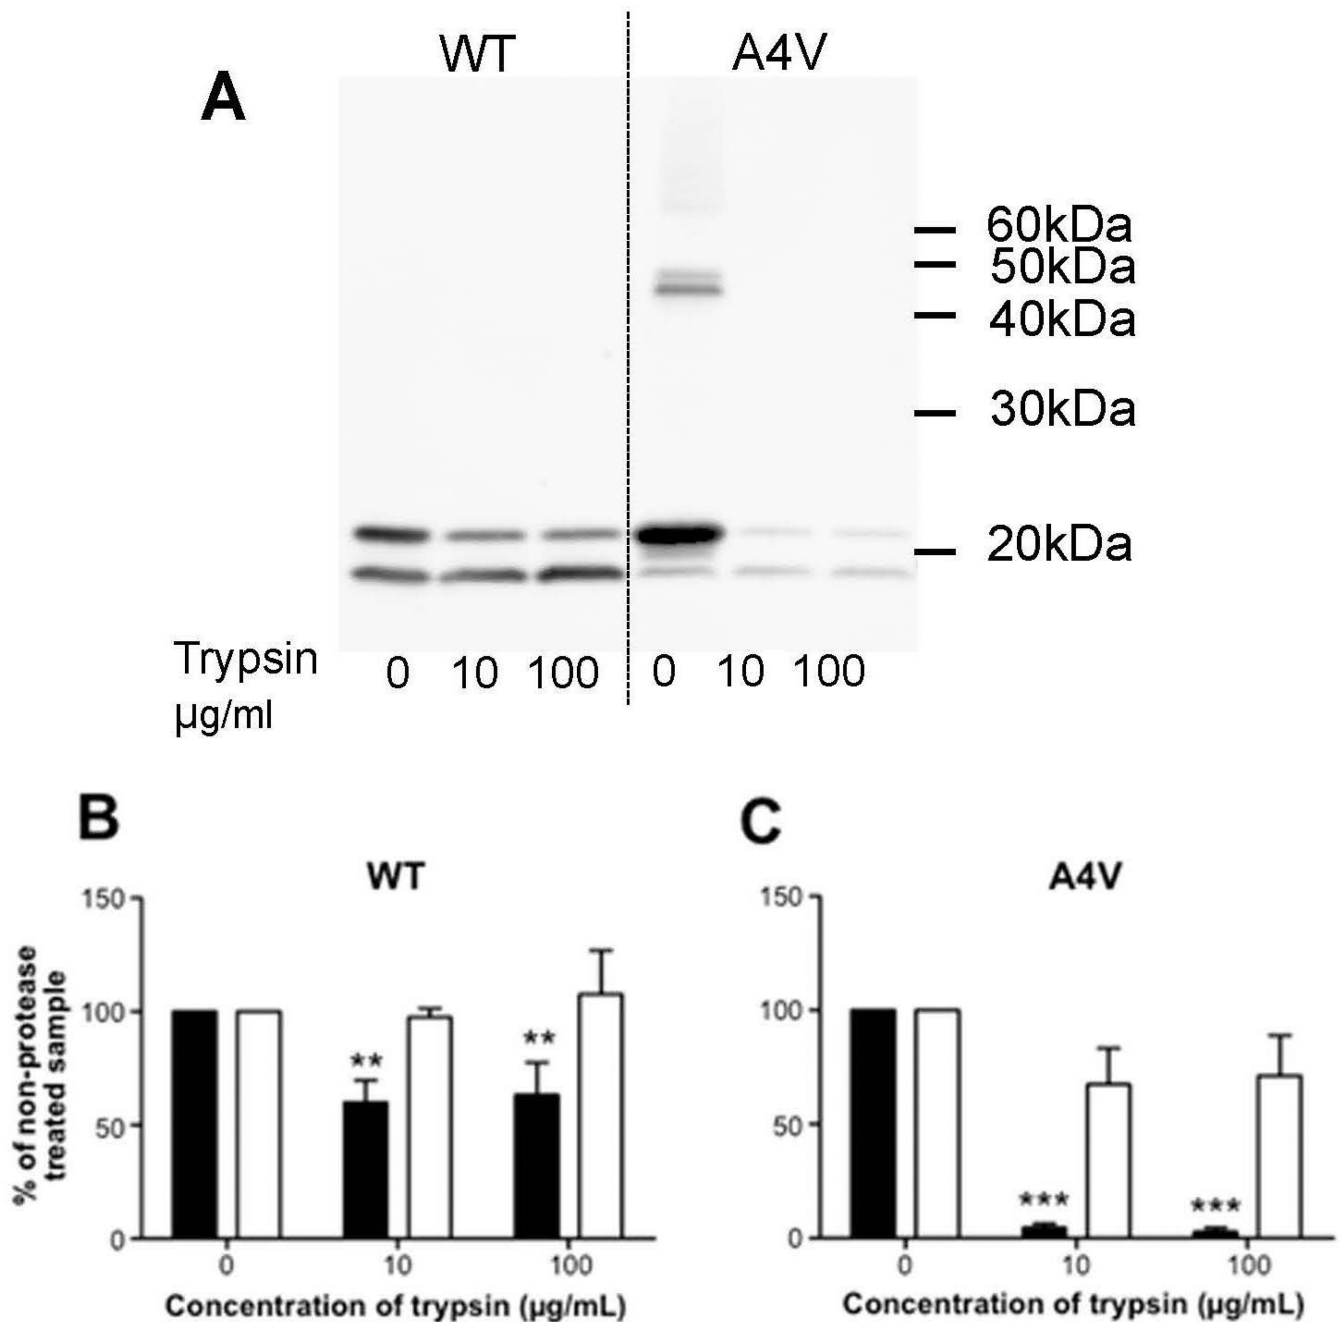 A
WT
A4V
60kDa
50kDa
40kDa
30kDa
20kDa
Trypsin
µg/ml
0 10 100
0 10 100
B
WT
% of non-protease
treated sample
150
100
50
0
**
**
0 10 100
Concentration of trypsin (µg/mL)
C
A4V
150
100
50
0
***
***
0 10 100
Concentration of trypsin (µg/mL)